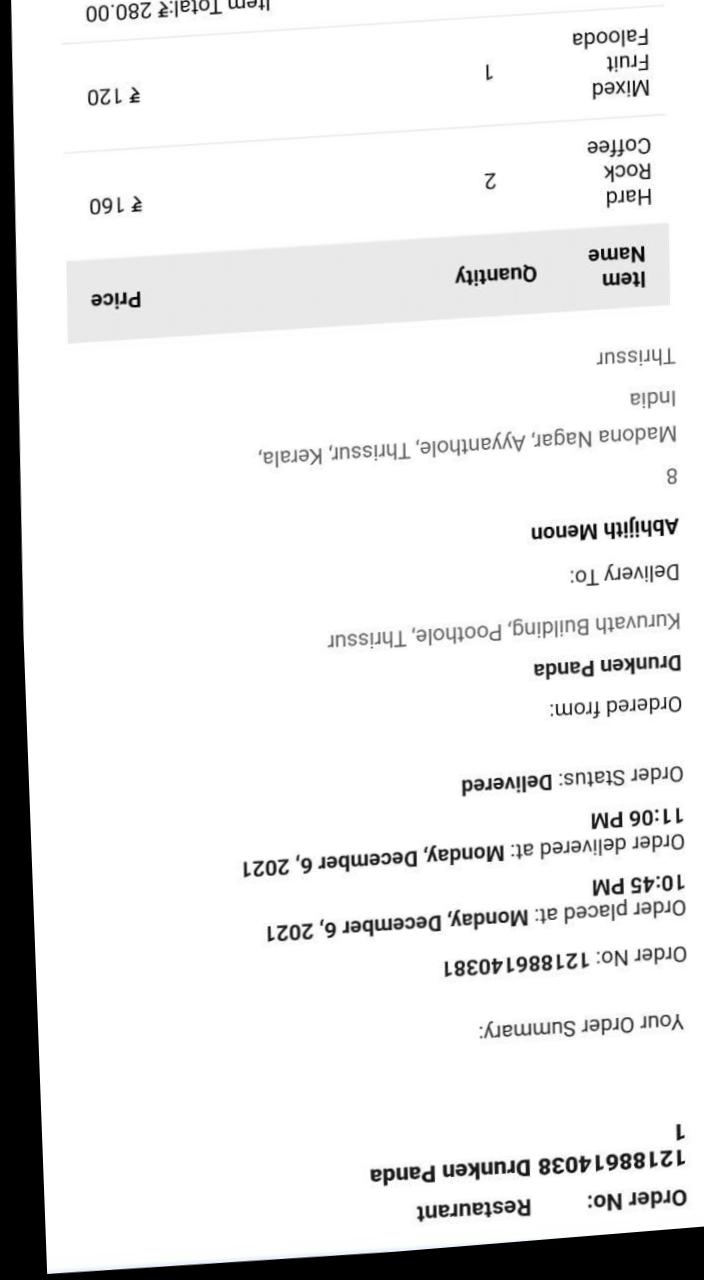 Order No: Restaurant
12188614038 Drunken Panda
1
Your Order Summary:
Order No: 121886140381
Order placed at: Monday, December 6, 2021
10:45 PM
Order delivered at: Monday, December 6, 2021
11:06 PM
Order Status: Delivered
Ordered from:
Drunken Panda
Kuruvath Building, Poothole, Thrissur
Delivery To:
Abhijith Menon
8
Madona Nagar, Ayyanthole, Thrissur, Kerala,
India
Thrissur
Item
Name Quantity Price
Hard
Rock 2 ₹ 160
Coffee
Mixed
Fruit 1 ₹ 120
Falooda
Item Total:₹ 280.00